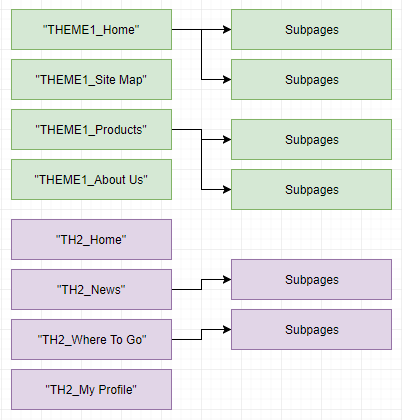 "THEME1_Home"
Subpages
"THEME1_Site Map"
Subpages
"THEME1_Products"
Subpages
"THEME1_About Us"
Subpages
"TH2_Home"
"TH2_News"
Subpages
"TH2_Where To Go"
Subpages
"TH2_My Profile"